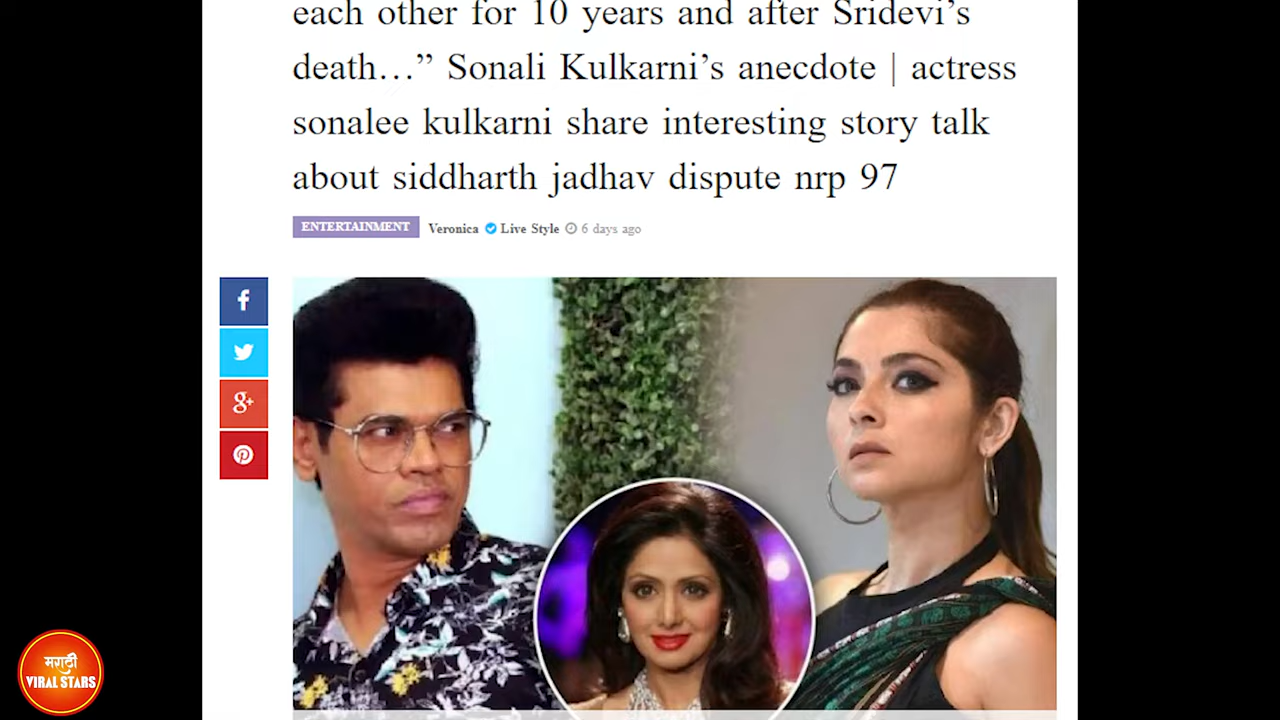 each other for 10 years and after Sridevi’s
death…” Sonali Kulkarni’s anecdote | actress
sonalee kulkarni share interesting story talk
about siddharth jadhav dispute nrp 97
ENTERTAINMENT Veronica Live Style 6 days ago
f
g+
मराठी
VIRAL STARS